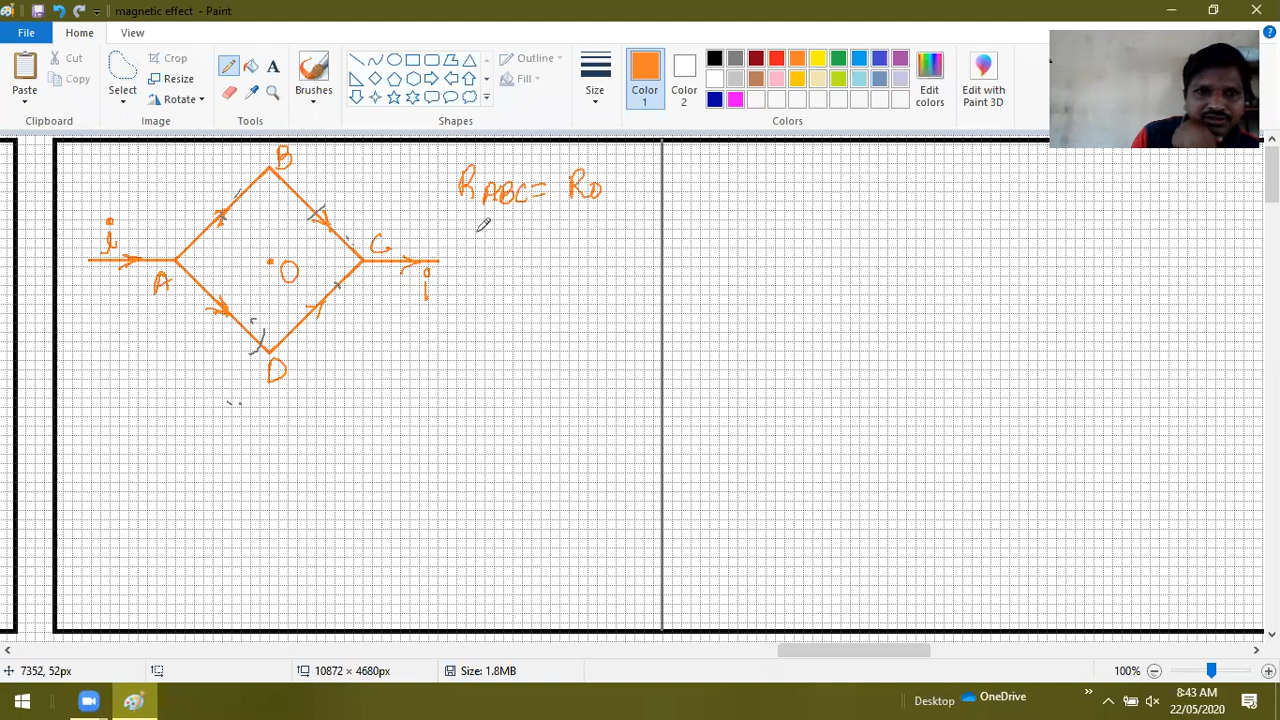 magnetic effect - Paint
File
Home
View
Paste
Cut
Copy
Clipboard
Select
Crop
Resize
Rotate
Image
A
Tools
Brushes
Shapes
Outline
Fill
Size
Color 1
Color 2
Edit colors
Edit with Paint 3D
Colors
B
R ABC = R0
i
C
A
O
i
D
7352, 52px
10872 × 4680px
Size: 1.8MB
100%
Desktop
OneDrive
8:43 AM
22/05/2020